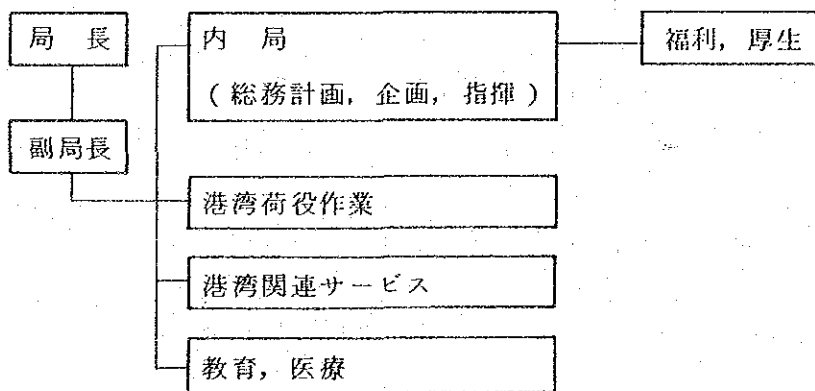 局 長
内 局
福利, 厚生
(総務計画, 企画, 指揮)
副局長
港湾荷役作業
港湾関連サービス
教育, 医療